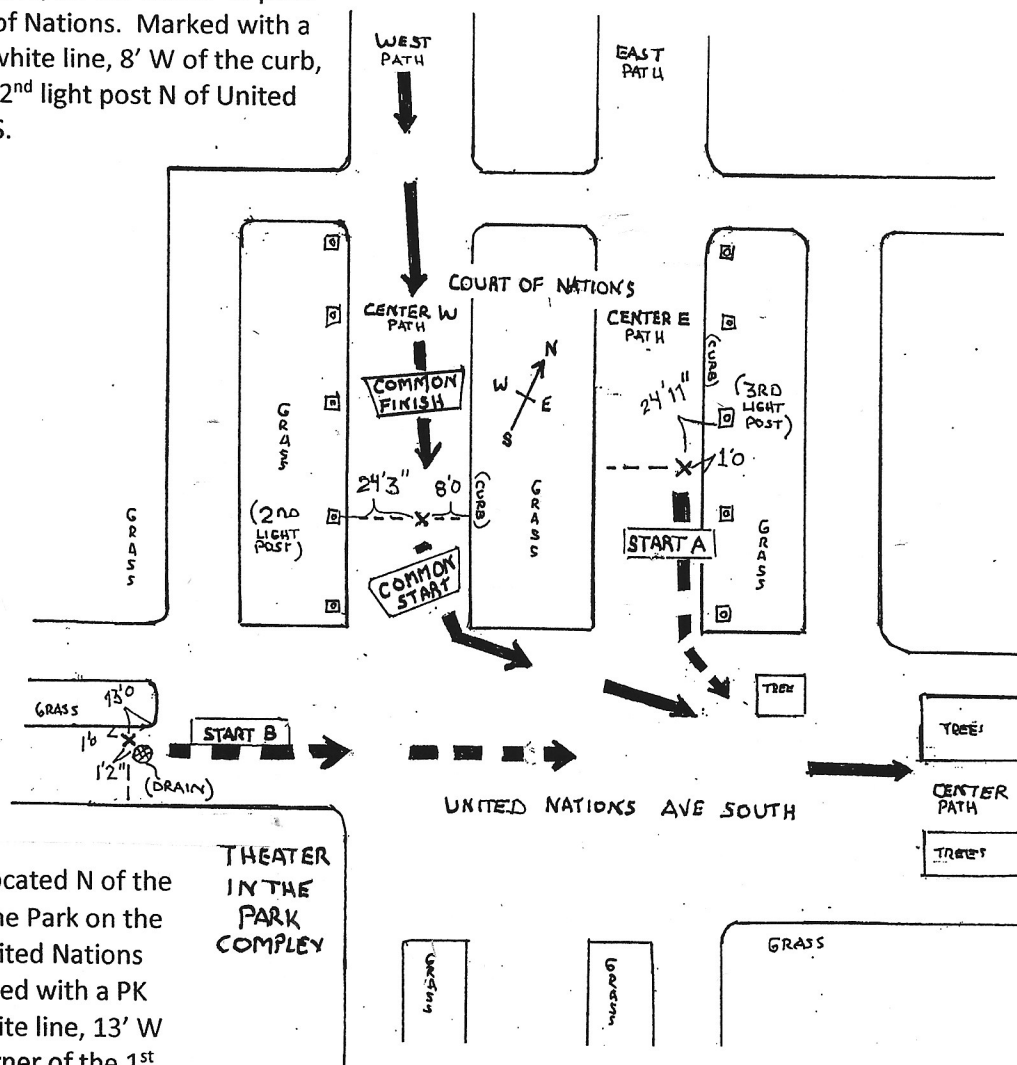 of Nations. Marked with a
white line, 8' W of the curb,
2nd light post N of United
S.
WEST
PATH
EAST
PATH
COURT OF NATIONS
CENTER W
PATH
CENTER E
PATH
N
W
E
S
COMMON
FINISH
(CURB)
24'11"
(3RD
LIGHT
POST)
1'0
GRASS
24'3"
8'0
(CURB)
(2ND
LIGHT
POST)
GRASS
GRASS
GRASS
START A
COMMON
START
GRASS
13'0
1'0
1'2"
(DRAIN)
START B
TREE
TREES
CENTER
PATH
TREES
UNITED NATIONS AVE SOUTH
THEATER
IN THE
PARK
COMPLEX
GRASS
GRASS
GRASS
ocated N of the
ne Park on the
ited Nations
ed with a PK
ite line, 13' W
rner of the 1st